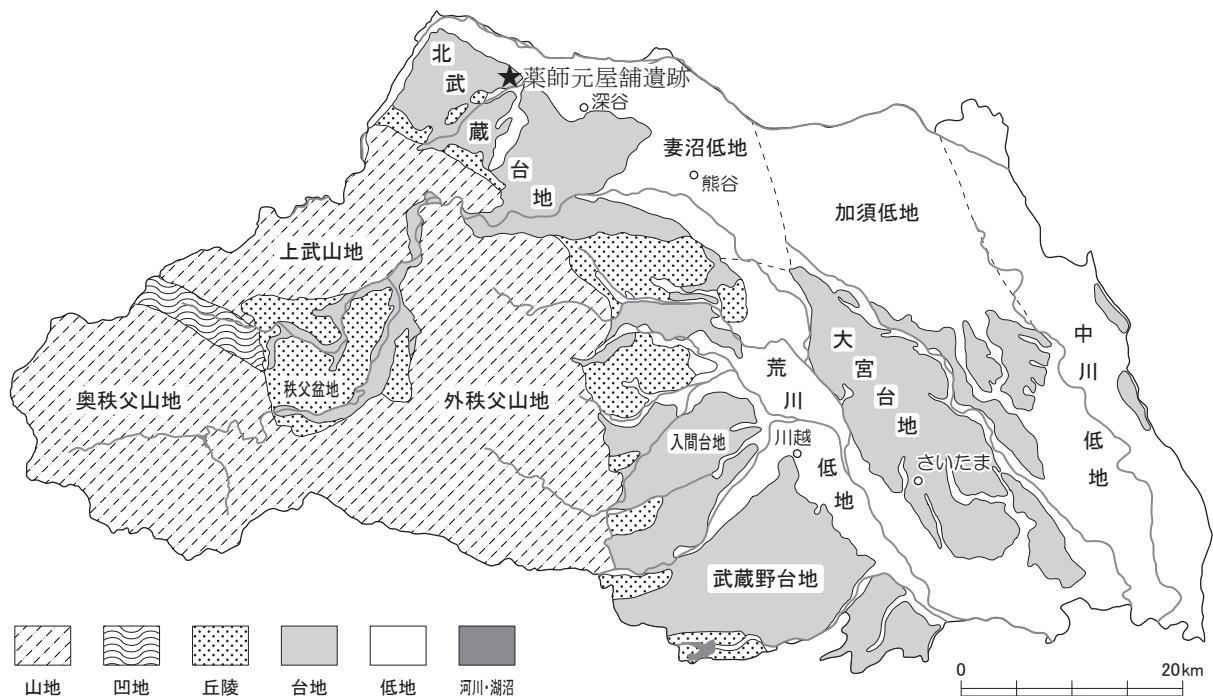 北武蔵台地
★薬師元屋舗遺跡
深谷
妻沼低地
熊谷
加須低地
上武山地
大宮台地
中川低地
荒川低地
秩父盆地
奥秩父山地
外秩父山地
入間台地
川越
さいたま
武蔵野台地
山地
凹地
丘陵
台地
低地
河川・湖沼
0
20km